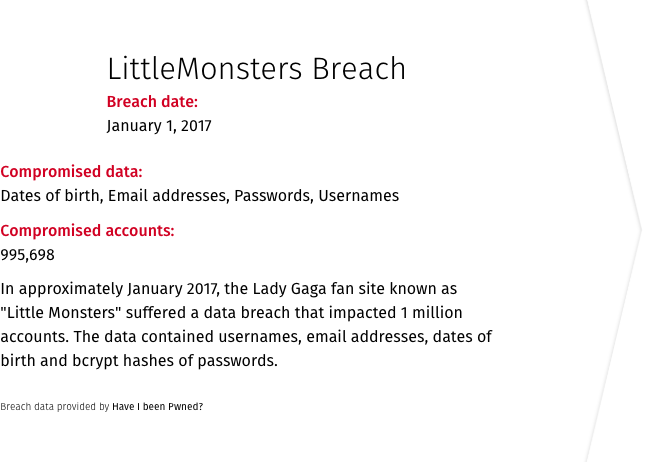 LittleMonsters Breach
Breach date:
January 1, 2017
Compromised data:
Dates of birth, Email addresses, Passwords, Usernames
Compromised accounts:
995,698
In approximately January 2017, the Lady Gaga fan site known as
"Little Monsters" suffered a data breach that impacted 1 million
accounts. The data contained usernames, email addresses, dates of
birth and bcrypt hashes of passwords.
Breach data provided by Have I been Pwned?